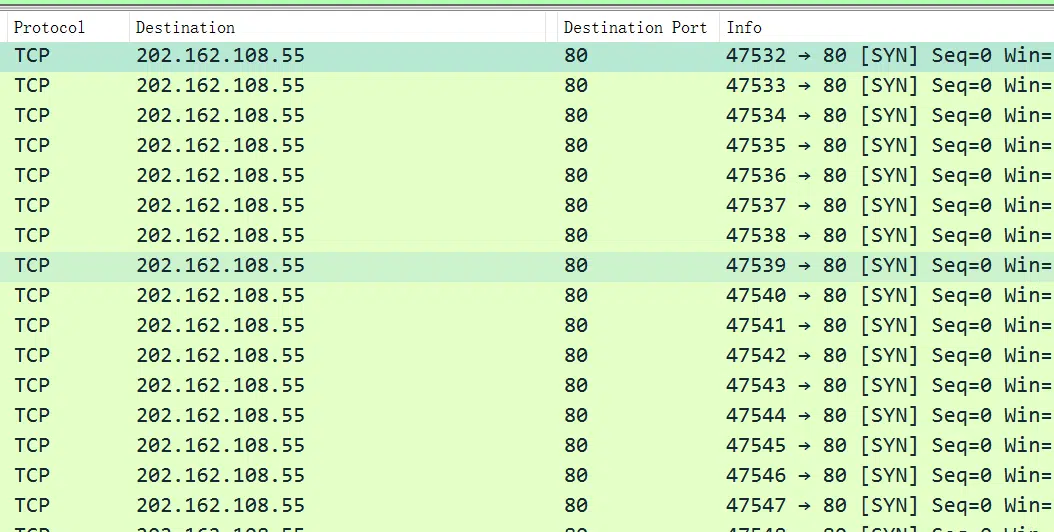 Protocol Destination Destination Port Info
TCP 202.162.108.55 80 47532 → 80 [SYN] Seq=0 Win=
TCP 202.162.108.55 80 47533 → 80 [SYN] Seq=0 Win=
TCP 202.162.108.55 80 47534 → 80 [SYN] Seq=0 Win=
TCP 202.162.108.55 80 47535 → 80 [SYN] Seq=0 Win=
TCP 202.162.108.55 80 47536 → 80 [SYN] Seq=0 Win=
TCP 202.162.108.55 80 47537 → 80 [SYN] Seq=0 Win=
TCP 202.162.108.55 80 47538 → 80 [SYN] Seq=0 Win=
TCP 202.162.108.55 80 47539 → 80 [SYN] Seq=0 Win=
TCP 202.162.108.55 80 47540 → 80 [SYN] Seq=0 Win=
TCP 202.162.108.55 80 47541 → 80 [SYN] Seq=0 Win=
TCP 202.162.108.55 80 47542 → 80 [SYN] Seq=0 Win=
TCP 202.162.108.55 80 47543 → 80 [SYN] Seq=0 Win=
TCP 202.162.108.55 80 47544 → 80 [SYN] Seq=0 Win=
TCP 202.162.108.55 80 47545 → 80 [SYN] Seq=0 Win=
TCP 202.162.108.55 80 47546 → 80 [SYN] Seq=0 Win=
TCP 202.162.108.55 80 47547 → 80 [SYN] Seq=0 Win=